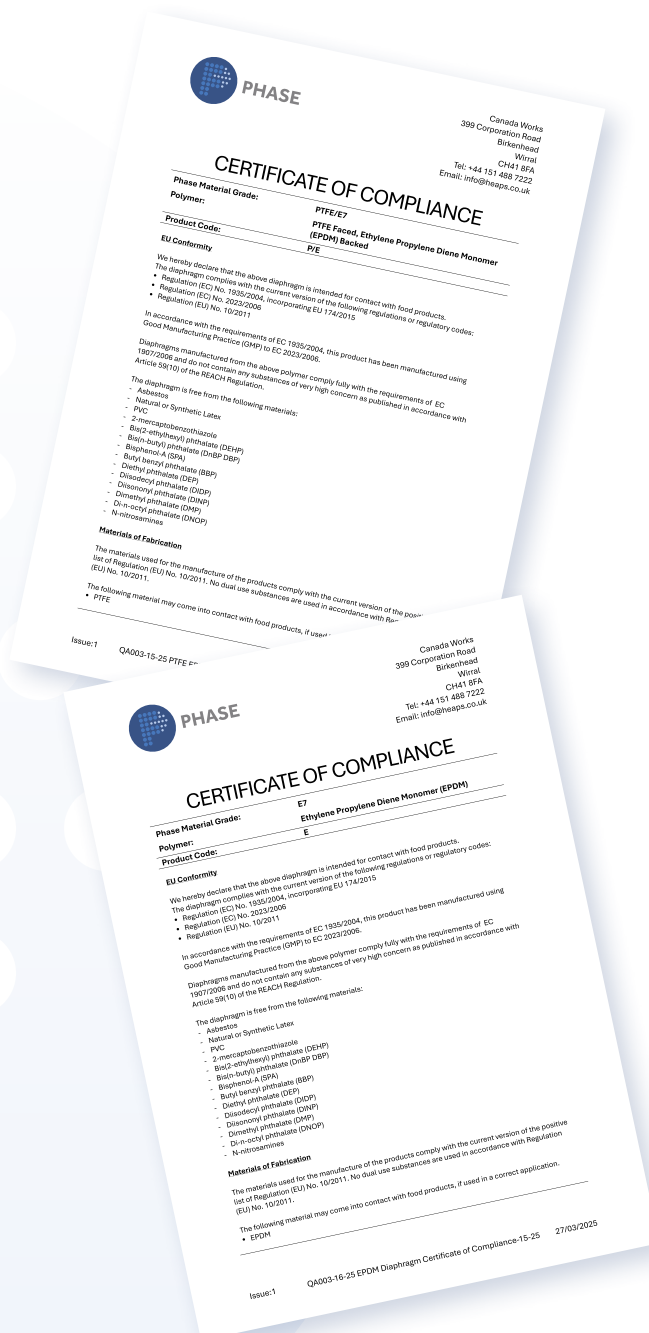 PHASE
Canada Works
399 Corporation Road
Birkenhead
Wirral
CH41 8FA
Tel: +44 151 488 7222
Email: info@heaps.co.uk
CERTIFICATE OF COMPLIANCE
Phase Material Grade: PTFE/E7
Polymer: PTFE Faced, Ethylene Propylene Diene Monomer
(EPDM) Backed
Product Code: P/E
EU Conformity
We hereby declare that the above diaphragm is intended for contact with food products.
The diaphragm complies with the current version of the following regulations or regulatory codes:
• Regulation (EC) No. 1935/2004, incorporating EU 174/2015
• Regulation (EC) No. 2023/2006
• Regulation (EU) No. 10/2011
In accordance with the requirements of EC 1935/2004, this product has been manufactured using
Good Manufacturing Practice (GMP) to EC 2023/2006.
Diaphragms manufactured from the above polymer comply fully with the requirements of EC
1907/2006 and do not contain any substances of very high concern as published in accordance with
Article 59(10) of the REACH Regulation.
The diaphragm is free from the following materials:
- Asbestos
- Natural or Synthetic Latex
- PVC
- 2-mercaptobenzothiazole
- Bis(2-ethylhexyl) phthalate (DEHP)
- Bis(n-butyl) phthalate (DnBP DBP)
- Bisphenol-A (SPA)
- Butyl benzyl phthalate (BBP)
- Diethyl phthalate (DEP)
- Diisodecyl phthalate (DIDP)
- Diisononyl phthalate (DINP)
- Dimethyl phthalate (DMP)
- Di-n-octyl phthalate (DNOP)
- N-nitrosamines
Materials of Fabrication
The materials used for the manufacture of the products comply with the current version of the
list of Regulation (EU) No. 10/2011. No dual use substances are used in accordance with
(EU) No. 10/2011.
The following material may come into contact with food products, if used
• PTFE
Issue:1 QA003-15-25 PTFE
PHASE
Canada Works
399 Corporation Road
Birkenhead
Wirral
CH41 8FA
Tel: +44 151 488 7222
Email: info@heaps.co.uk
CERTIFICATE OF COMPLIANCE
Phase Material Grade: E7
Polymer: Ethylene Propylene Diene Monomer (EPDM)
Product Code: E
EU Conformity
We hereby declare that the above diaphragm is intended for contact with food products.
The diaphragm complies with the current version of the following regulations or regulatory codes:
• Regulation (EC) No. 1935/2004, incorporating EU 174/2015
• Regulation (EC) No. 2023/2006
• Regulation (EU) No. 10/2011
In accordance with the requirements of EC 1935/2004, this product has been manufactured using
Good Manufacturing Practice (GMP) to EC 2023/2006.
Diaphragms manufactured from the above polymer comply fully with the requirements of EC
1907/2006 and do not contain any substances of very high concern as published in accordance with
Article 59(10) of the REACH Regulation.
The diaphragm is free from the following materials:
- Asbestos
- Natural or Synthetic Latex
- PVC
- 2-mercaptobenzothiazole
- Bis(2-ethylhexyl) phthalate (DEHP)
- Bis(n-butyl) phthalate (DnBP DBP)
- Bisphenol-A (SPA)
- Butyl benzyl phthalate (BBP)
- Diethyl phthalate (DEP)
- Diisodecyl phthalate (DIDP)
- Diisononyl phthalate (DINP)
- Dimethyl phthalate (DMP)
- Di-n-octyl phthalate (DNOP)
- N-nitrosamines
Materials of Fabrication
The materials used for the manufacture of the products comply with the current version of the positive
list of Regulation (EU) No. 10/2011. No dual use substances are used in accordance with Regulation
(EU) No. 10/2011.
The following material may come into contact with food products, if used in a correct application.
• EPDM
Issue:1 QA003-16-25 EPDM Diaphragm Certificate of Compliance-15-25 27/03/2025